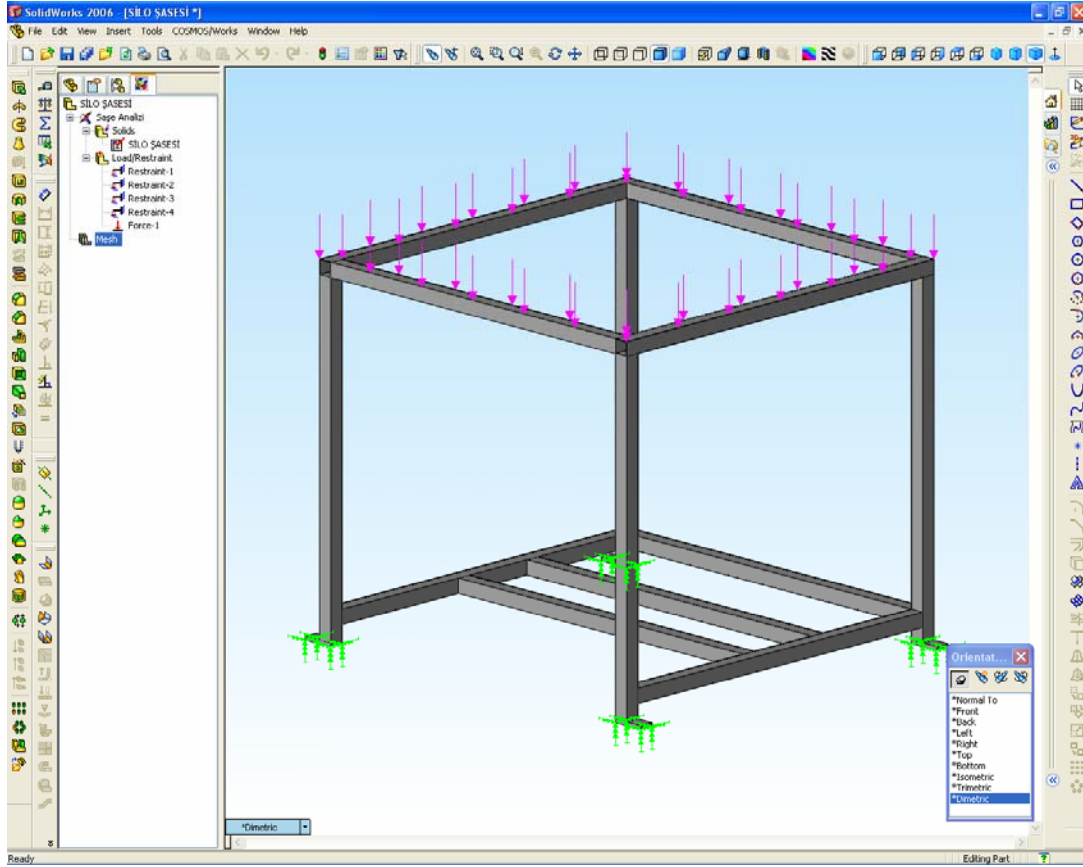 SolidWorks 2006 - [SİLO ŞASESİ *]
File Edit View Insert Tools COSMOS/Works Window Help
SİLO ŞASESİ
Saşe Analizi
Solids
SİLO ŞASESİ
Load/Restraint
Restraint-1
Restraint-2
Restraint-3
Restraint-4
Force-1
Mesh
Orientat...
*Normal To
*Front
*Back
*Left
*Right
*Top
*Bottom
*Isometric
*Trimetric
*Dimetric
*Dimetric
Ready
Editing Part